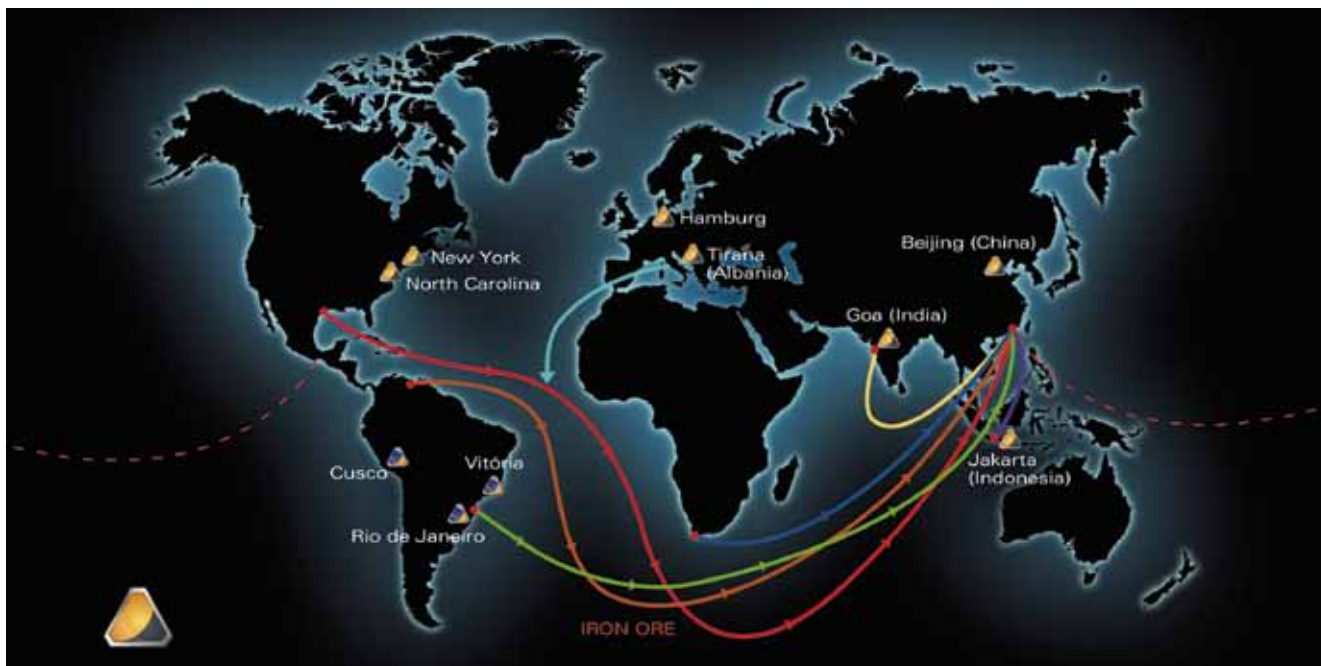 Hamburg
New York
North Carolina
Tirana
(Albania)
Beijing (China)
Goa (India)
Cusco
Vitória
Rio de Janeiro
Jakarta
(Indonesia)
IRON ORE